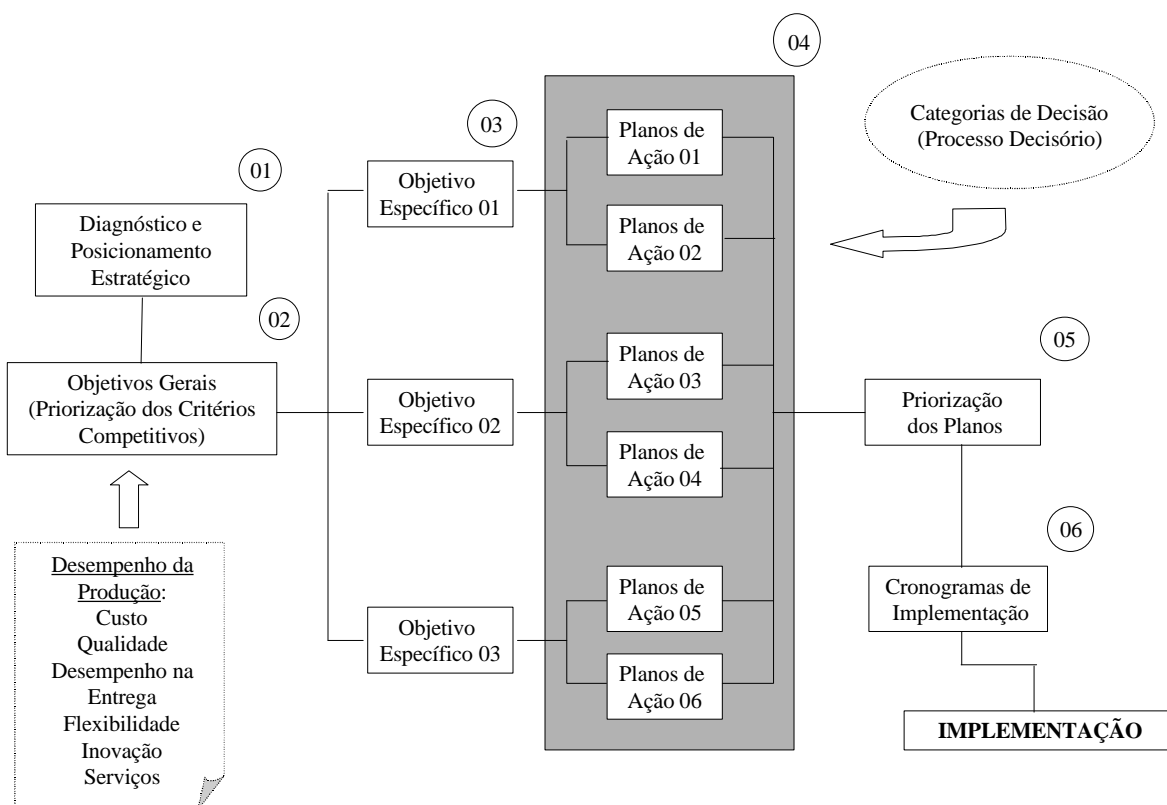 01
Diagnóstico e
Posicionamento
Estratégico
02
Objetivos Gerais
(Priorização dos Critérios
Competitivos)
Desempenho da
Produção:
Custo
Qualidade
Desempenho na
Entrega
Flexibilidade
Inovação
Serviços
03
Objetivo
Específico 01
Objetivo
Específico 02
Objetivo
Específico 03
04
Planos de
Ação 01
Planos de
Ação 02
Planos de
Ação 03
Planos de
Ação 04
Planos de
Ação 05
Planos de
Ação 06
Categorias de Decisão
(Processo Decisório)
05
Priorização
dos Planos
06
Cronogramas de
Implementação
IMPLEMENTAÇÃO